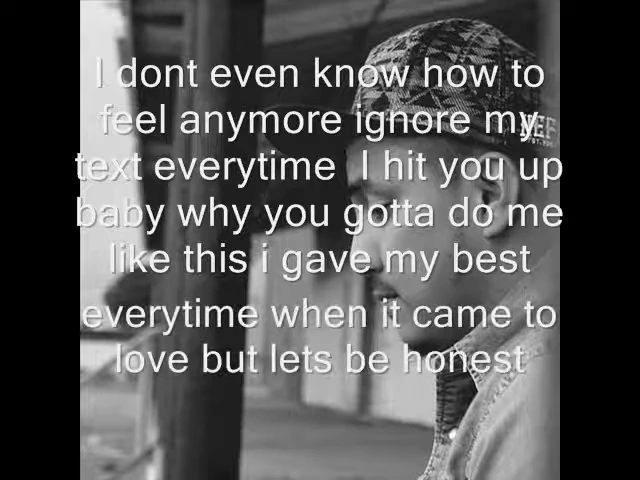 I dont even know how to
feel anymore ignore my
text everytime  I hit you up
baby why you gotta do me
like this i gave my best
everytime when it came to
love but lets be honest
NEFF